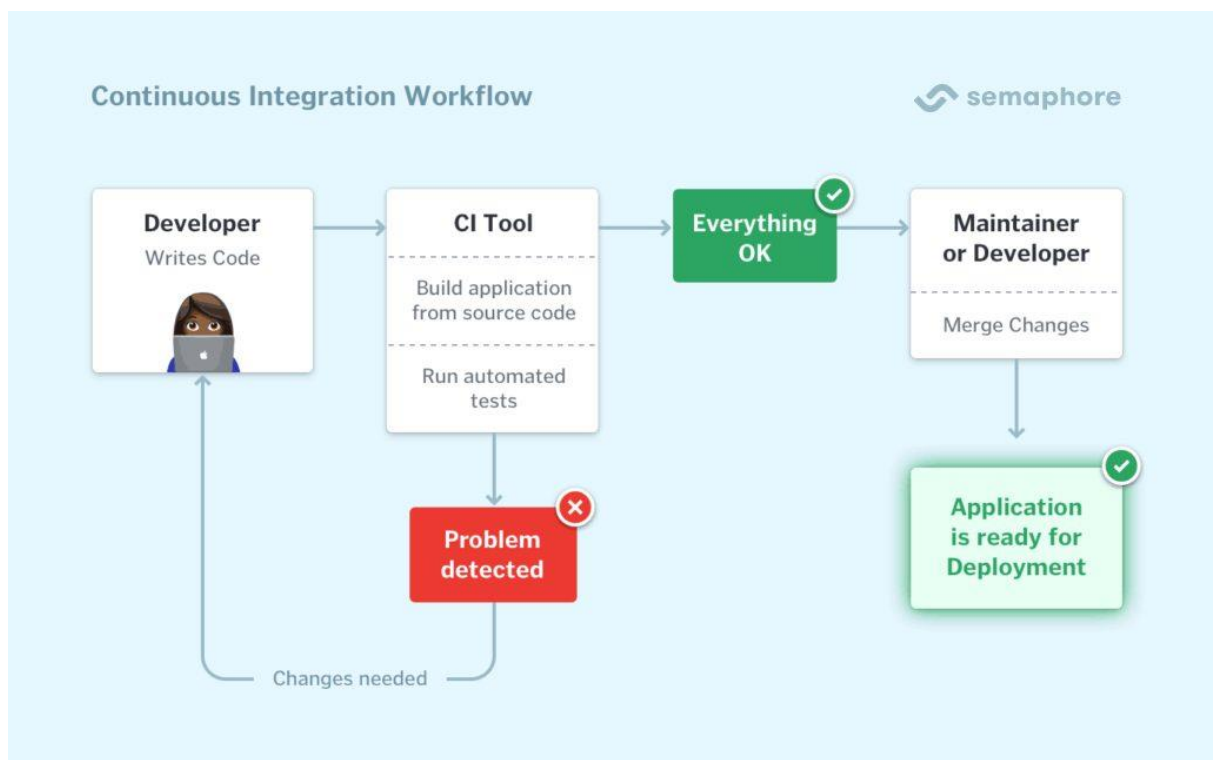 Continuous Integration Workflow
semaphore
Developer
Writes Code
CI Tool
Build application
from source code
Run automated
tests
Everything
OK
Maintainer
or Developer
Merge Changes
Problem
detected
Changes needed
Application
is ready for
Deployment